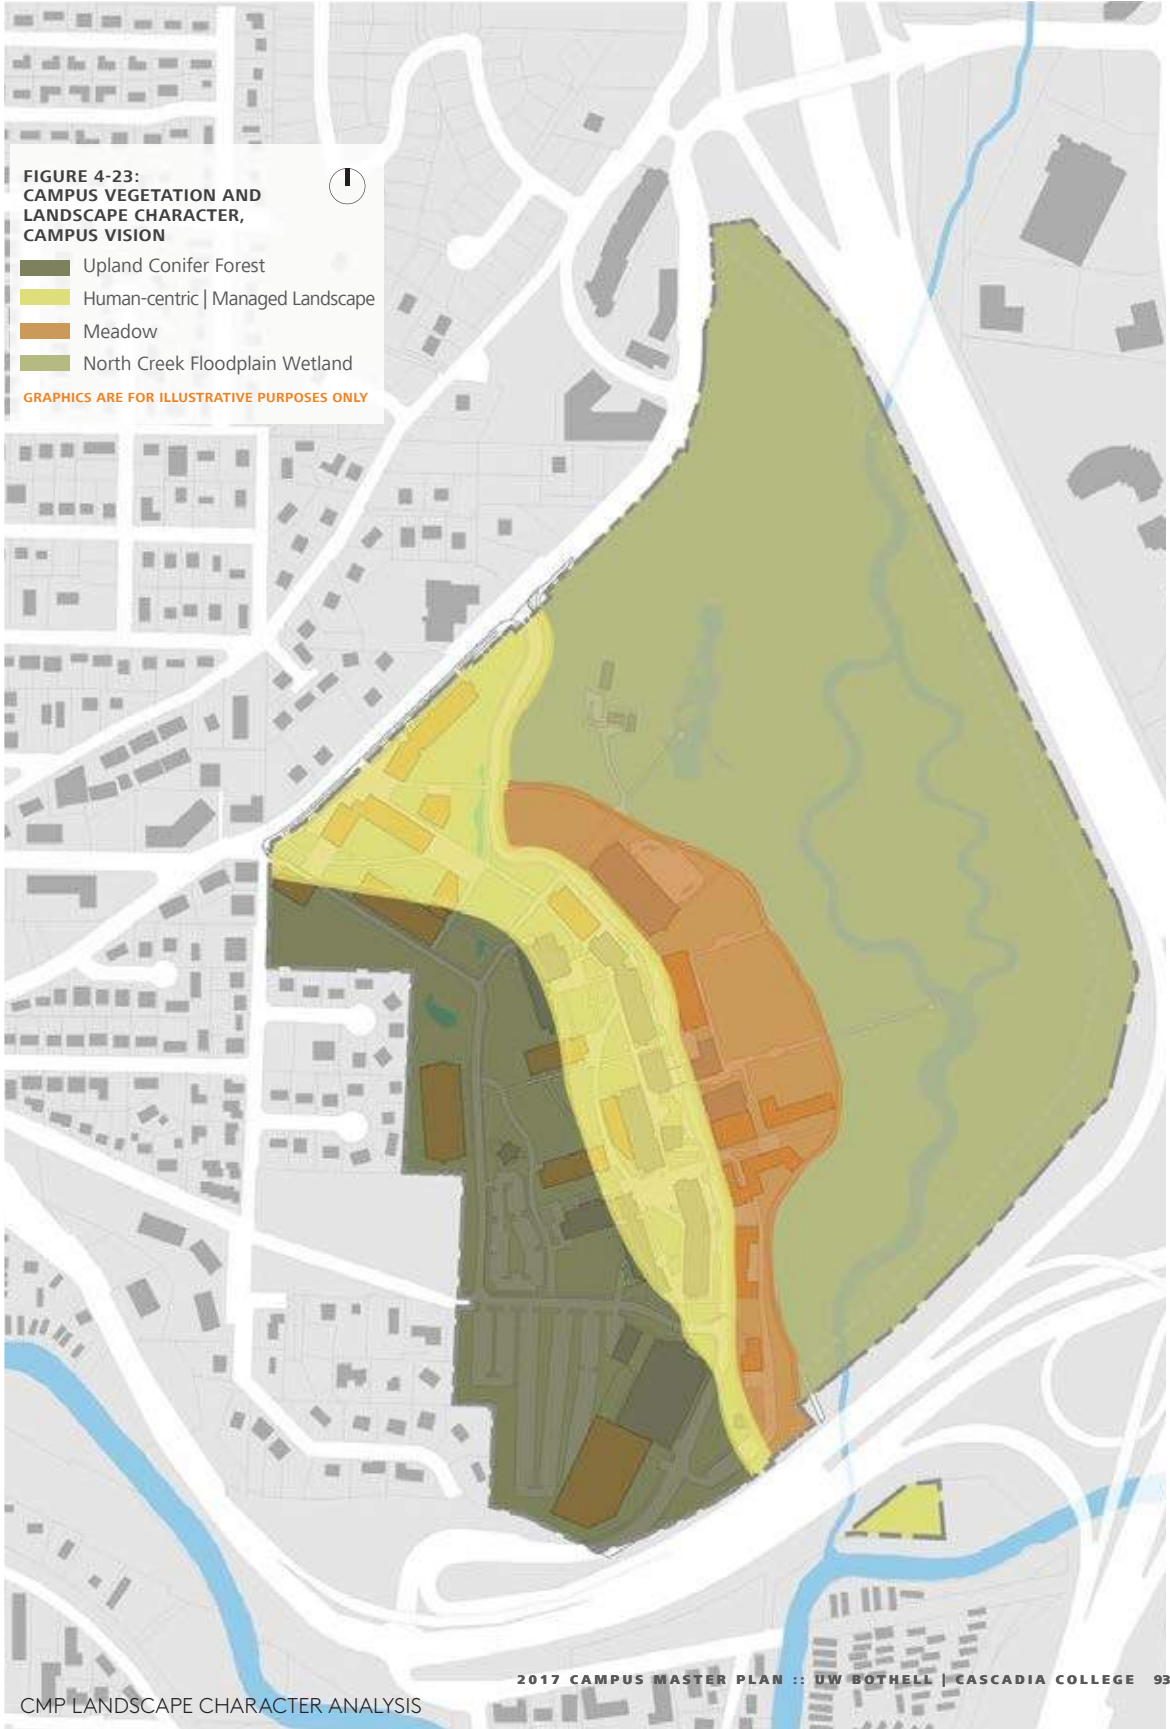 FIGURE 4-23:
CAMPUS VEGETATION AND
LANDSCAPE CHARACTER,
CAMPUS VISION
Upland Conifer Forest
Human-centric | Managed Landscape
Meadow
North Creek Floodplain Wetland
GRAPHICS ARE FOR ILLUSTRATIVE PURPOSES ONLY
2017 CAMPUS MASTER PLAN :: UW BOTHELL | CASCADIA COLLEGE 93
CMP LANDSCAPE CHARACTER ANALYSIS